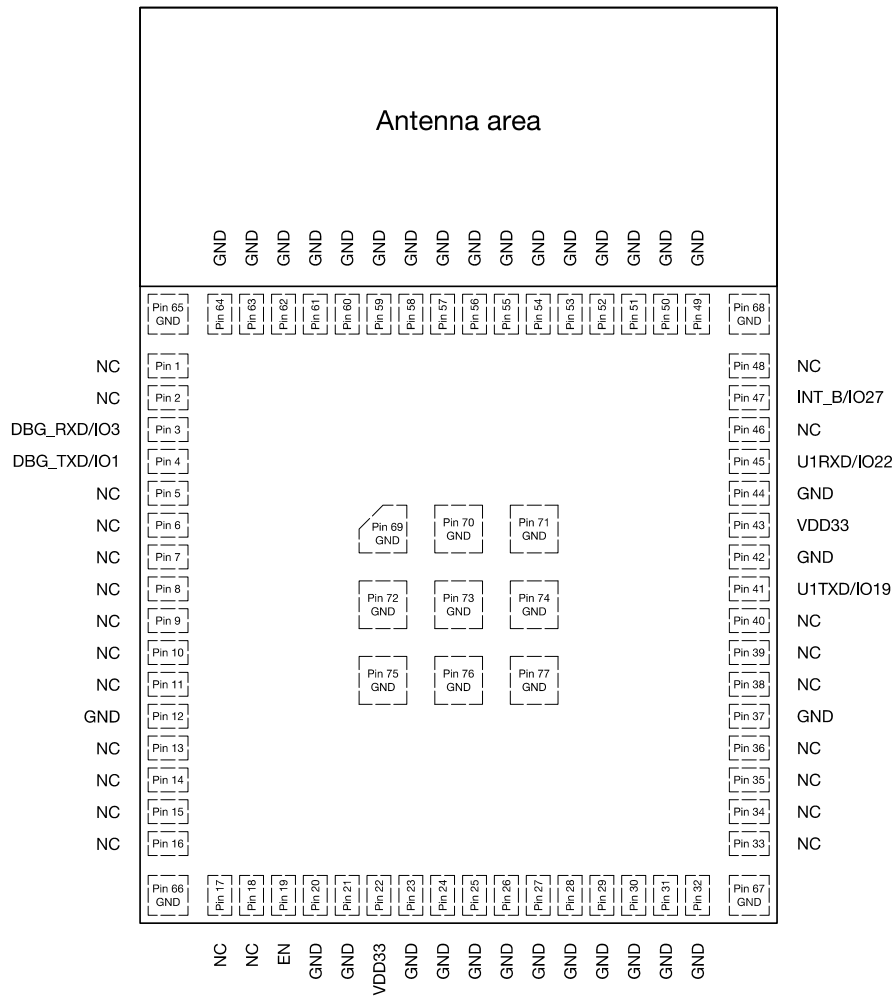 Antenna area
GND GND GND GND GND GND GND GND GND GND GND GND GND GND GND GND
Pin 65 GND
Pin 64 Pin 63 Pin 62 Pin 61 Pin 60 Pin 59 Pin 58 Pin 57 Pin 56 Pin 55 Pin 54 Pin 53 Pin 52 Pin 51 Pin 50 Pin 49
Pin 68 GND
NC Pin 1 Pin 48 NC
NC Pin 2 Pin 47 INT_B/IO27
DBG_RXD/IO3 Pin 3 Pin 46 NC
DBG_TXD/IO1 Pin 4 Pin 45 U1RXD/IO22
NC Pin 5 Pin 44 GND
NC Pin 6 Pin 43 VDD33
NC Pin 7 Pin 42 GND
NC Pin 8 Pin 41 U1TXD/IO19
NC Pin 9 Pin 40 NC
NC Pin 10 Pin 39 NC
NC Pin 11 Pin 38 NC
GND Pin 12 Pin 37 GND
NC Pin 13 Pin 36 NC
NC Pin 14 Pin 35 NC
NC Pin 15 Pin 34 NC
NC Pin 16 Pin 33 NC
Pin 69 Pin 70 Pin 71
GND GND GND
Pin 72 Pin 73 Pin 74
GND GND GND
Pin 75 Pin 76 Pin 77
GND GND GND
Pin 66 GND
Pin 17 Pin 18 Pin 19 Pin 20 Pin 21 Pin 22 Pin 23 Pin 24 Pin 25 Pin 26 Pin 27 Pin 28 Pin 29 Pin 30 Pin 31 Pin 32
Pin 67 GND
NC NC EN GND GND VDD33 GND GND GND GND GND GND GND GND GND GND